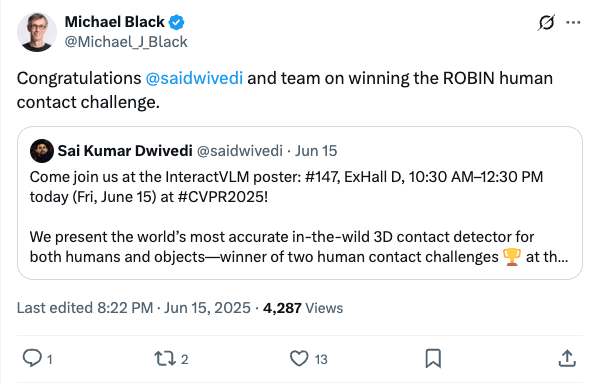 Michael Black
@Michael_J_Black
Congratulations @saidwivedi and team on winning the ROBIN human
contact challenge.
Sai Kumar Dwivedi @saidwivedi · Jun 15
Come join us at the InteractVLM poster: #147, ExHall D, 10:30 AM–12:30 PM
today (Fri, June 15) at #CVPR2025!
We present the world's most accurate in-the-wild 3D contact detector for
both humans and objects—winner of two human contact challenges 🏆 at th...
Last edited 8:22 PM · Jun 15, 2025 · 4,287 Views
1 2 13